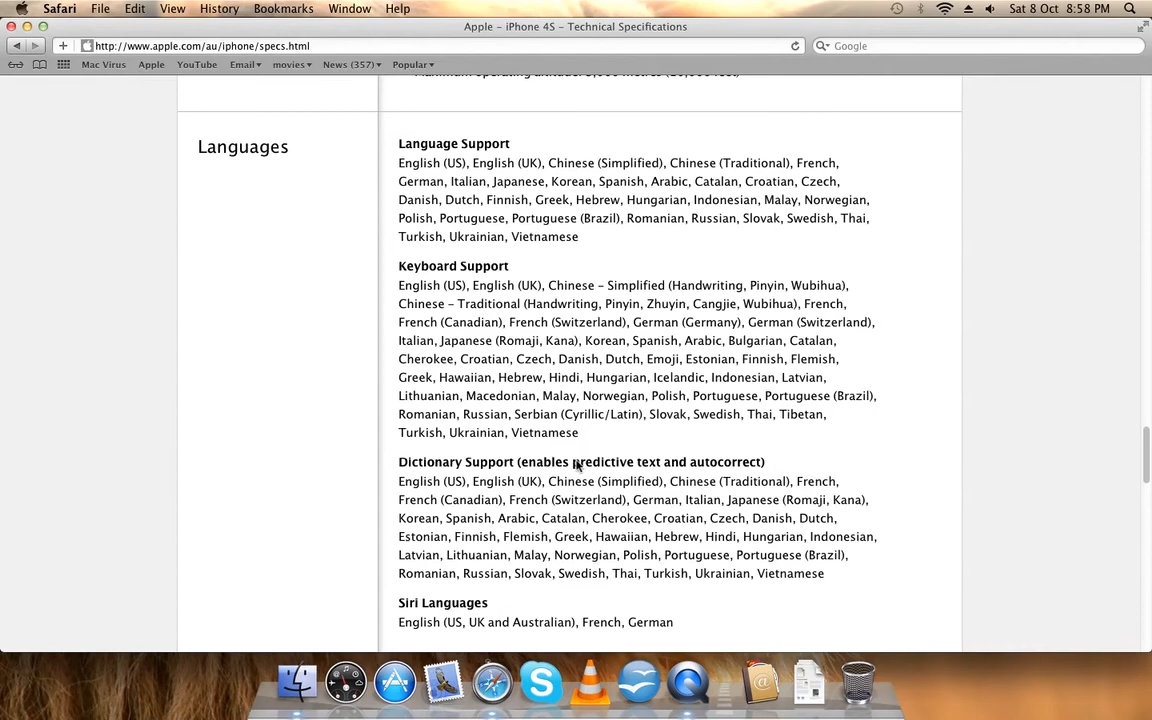 Safari File Edit View History Bookmarks Window Help Sat 8 Oct 8:58 PM
Apple – iPhone 4S – Technical Specifications
http://www.apple.com/au/iphone/specs.html Google
Mac Virus Apple YouTube Email▾ movies▾ News (357)▾ Popular▾
Maximum operating altitude: 3,000 metres (10,000 feet)
Languages
Language Support
English (US), English (UK), Chinese (Simplified), Chinese (Traditional), French,
German, Italian, Japanese, Korean, Spanish, Arabic, Catalan, Croatian, Czech,
Danish, Dutch, Finnish, Greek, Hebrew, Hungarian, Indonesian, Malay, Norwegian,
Polish, Portuguese, Portuguese (Brazil), Romanian, Russian, Slovak, Swedish, Thai,
Turkish, Ukrainian, Vietnamese
Keyboard Support
English (US), English (UK), Chinese – Simplified (Handwriting, Pinyin, Wubihua),
Chinese – Traditional (Handwriting, Pinyin, Zhuyin, Cangjie, Wubihua), French,
French (Canadian), French (Switzerland), German (Germany), German (Switzerland),
Italian, Japanese (Romaji, Kana), Korean, Spanish, Arabic, Bulgarian, Catalan,
Cherokee, Croatian, Czech, Danish, Dutch, Emoji, Estonian, Finnish, Flemish,
Greek, Hawaiian, Hebrew, Hindi, Hungarian, Icelandic, Indonesian, Latvian,
Lithuanian, Macedonian, Malay, Norwegian, Polish, Portuguese, Portuguese (Brazil),
Romanian, Russian, Serbian (Cyrillic/Latin), Slovak, Swedish, Thai, Tibetan,
Turkish, Ukrainian, Vietnamese
Dictionary Support (enables predictive text and autocorrect)
English (US), English (UK), Chinese (Simplified), Chinese (Traditional), French,
French (Canadian), French (Switzerland), German, Italian, Japanese (Romaji, Kana),
Korean, Spanish, Arabic, Catalan, Cherokee, Croatian, Czech, Danish, Dutch,
Estonian, Finnish, Flemish, Greek, Hawaiian, Hebrew, Hindi, Hungarian, Indonesian,
Latvian, Lithuanian, Malay, Norwegian, Polish, Portuguese, Portuguese (Brazil),
Romanian, Russian, Slovak, Swedish, Thai, Turkish, Ukrainian, Vietnamese
Siri Languages
English (US, UK and Australian), French, German